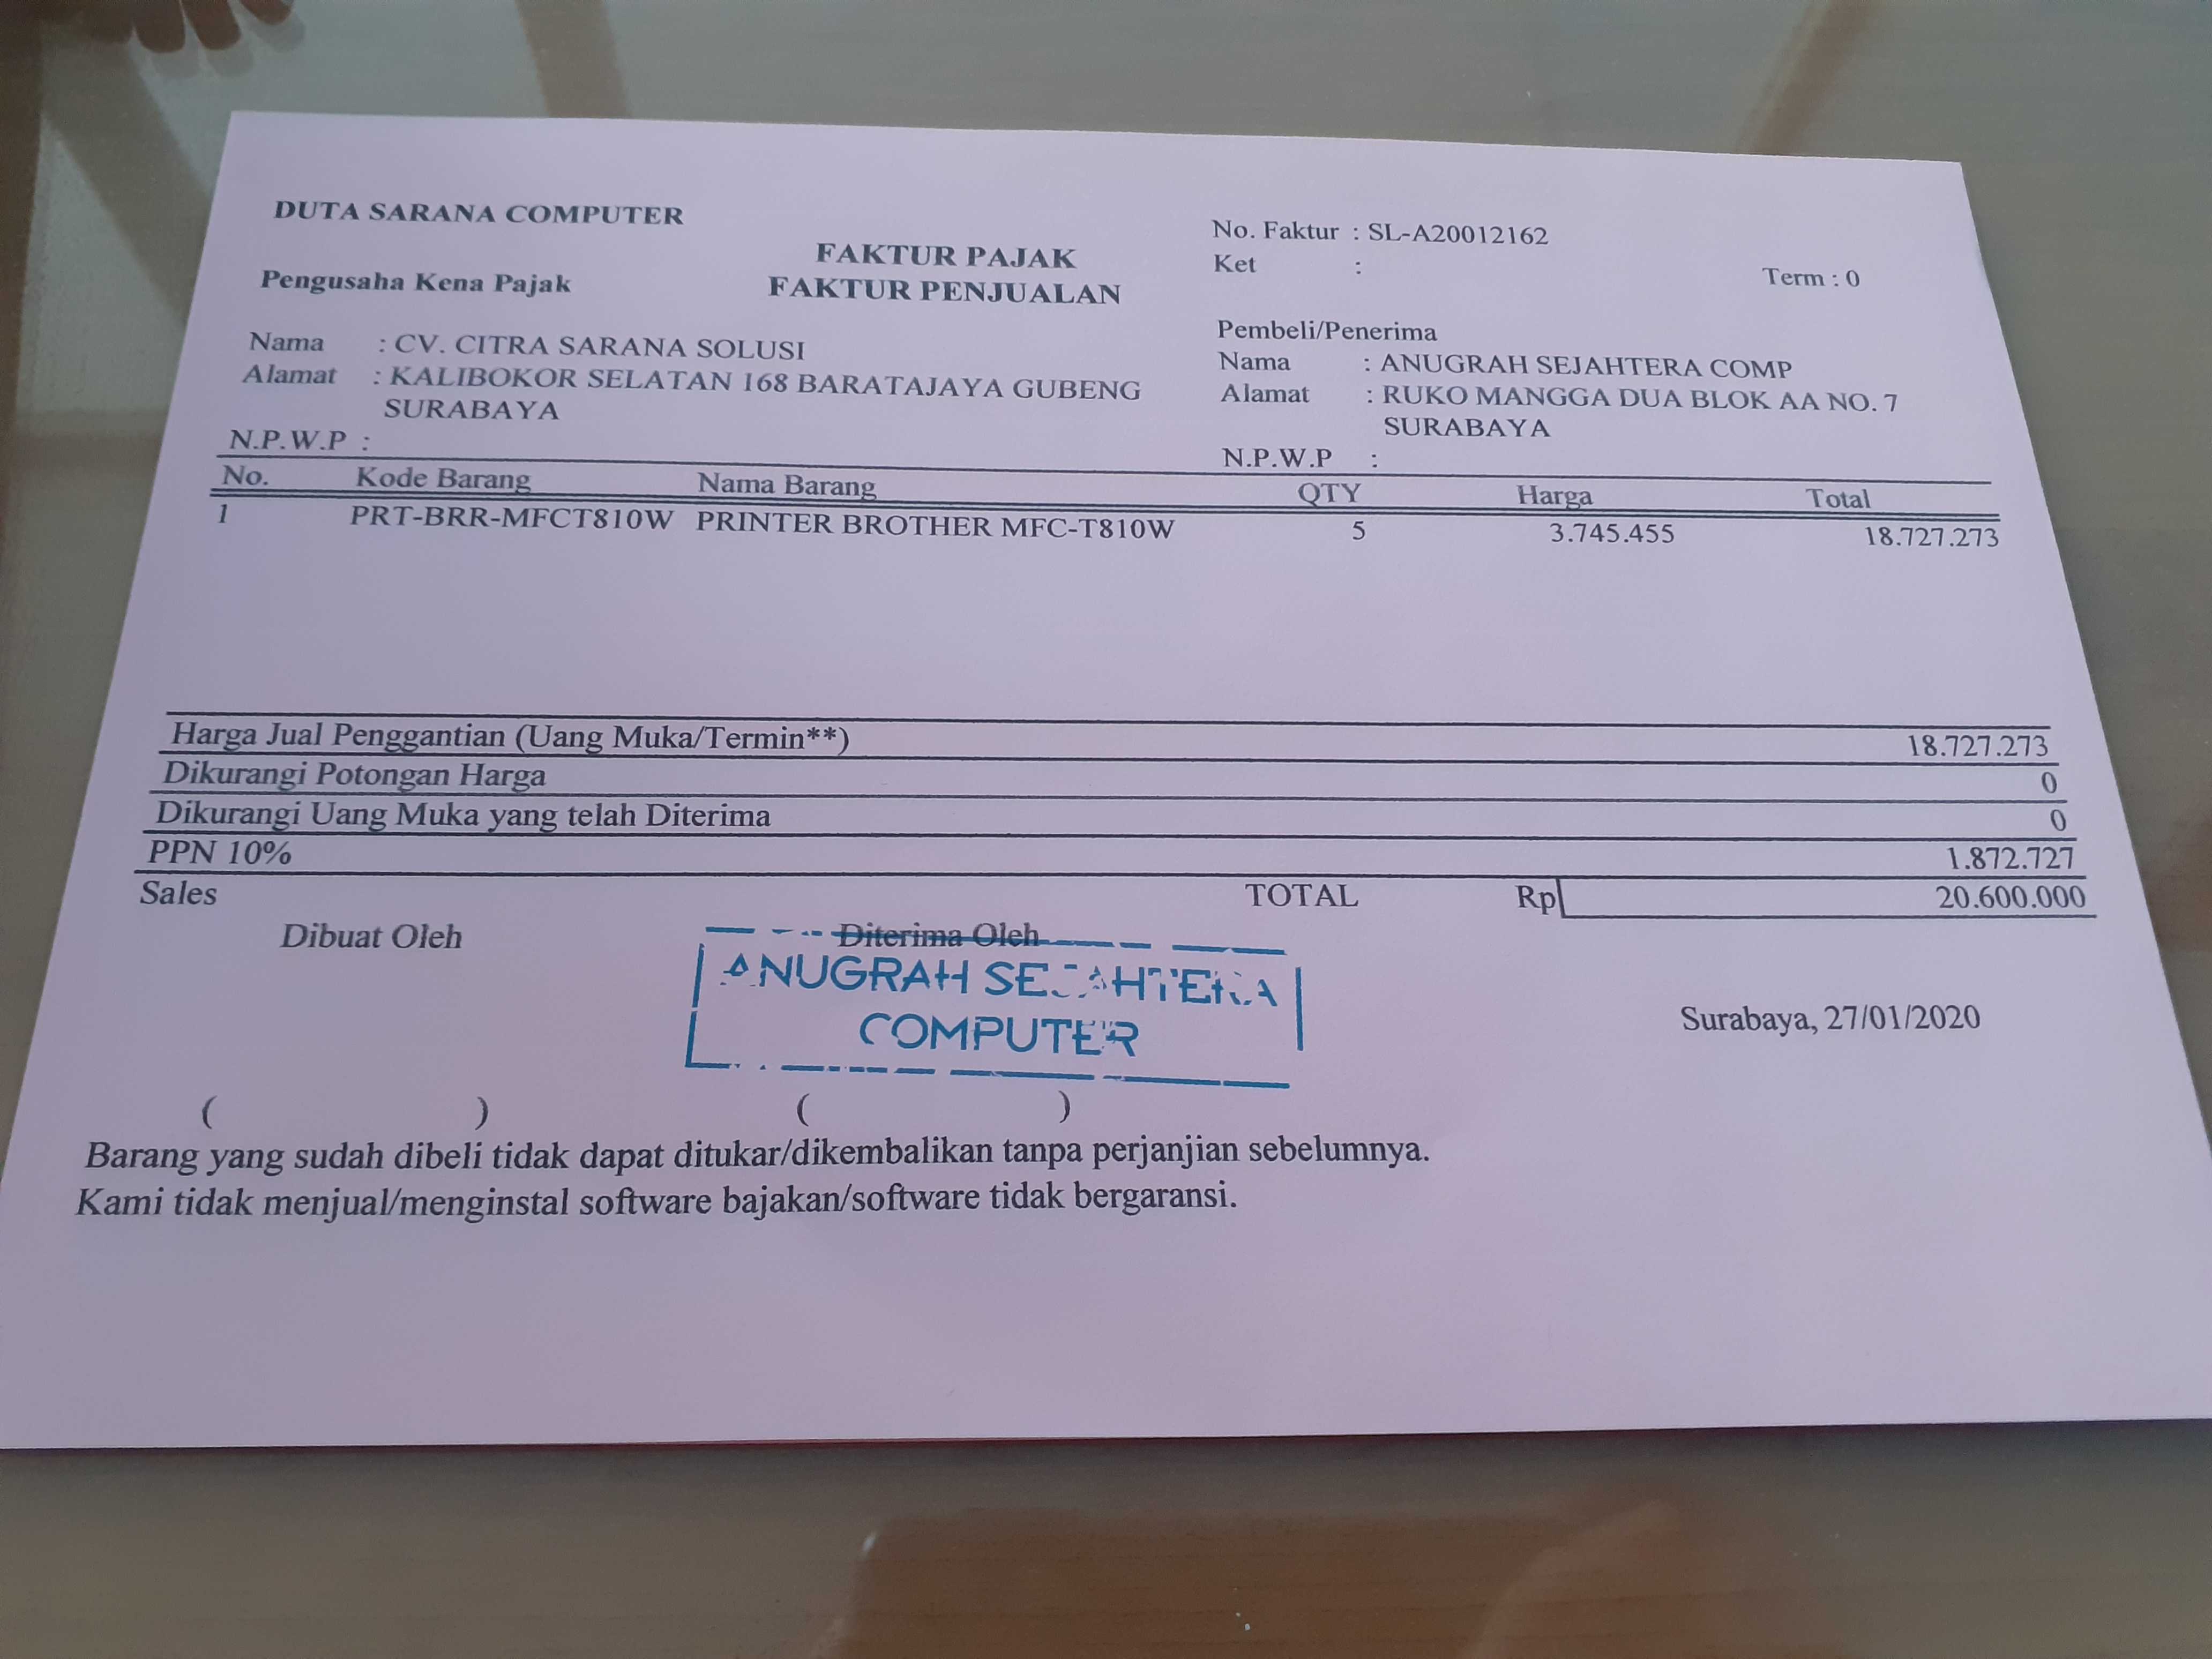 DUTA SARANA COMPUTER
FAKTUR PAJAK
FAKTUR PENJUALAN
No. Faktur : SL-A20012162
Ket :
Term : 0
Pengusaha Kena Pajak
Nama : CV. CITRA SARANA SOLUSI
Alamat : KALIBOKOR SELATAN 168 BARATAJAYA GUBENG
SURABAYA
N.P.W.P :
Pembeli/Penerima
Nama : ANUGRAH SEJAHTERA COMP
Alamat : RUKO MANGGA DUA BLOK AA NO. 7
SURABAYA
N.P.W.P :
No. Kode Barang Nama Barang QTY Harga Total
1 PRT-BRR-MFCT810W PRINTER BROTHER MFC-T810W 5 3.745.455 18.727.273
Harga Jual Penggantian (Uang Muka/Termin**) 18.727.273
Dikurangi Potongan Harga 0
Dikurangi Uang Muka yang telah Diterima 0
PPN 10% 1.872.727
Sales TOTAL Rp 20.600.000
Dibuat Oleh Diterima Oleh
ANUGRAH SEJAHTERA
COMPUTER
Surabaya, 27/01/2020
( ) ( )
Barang yang sudah dibeli tidak dapat ditukar/dikembalikan tanpa perjanjian sebelumnya.
Kami tidak menjual/menginstal software bajakan/software tidak bergaransi.